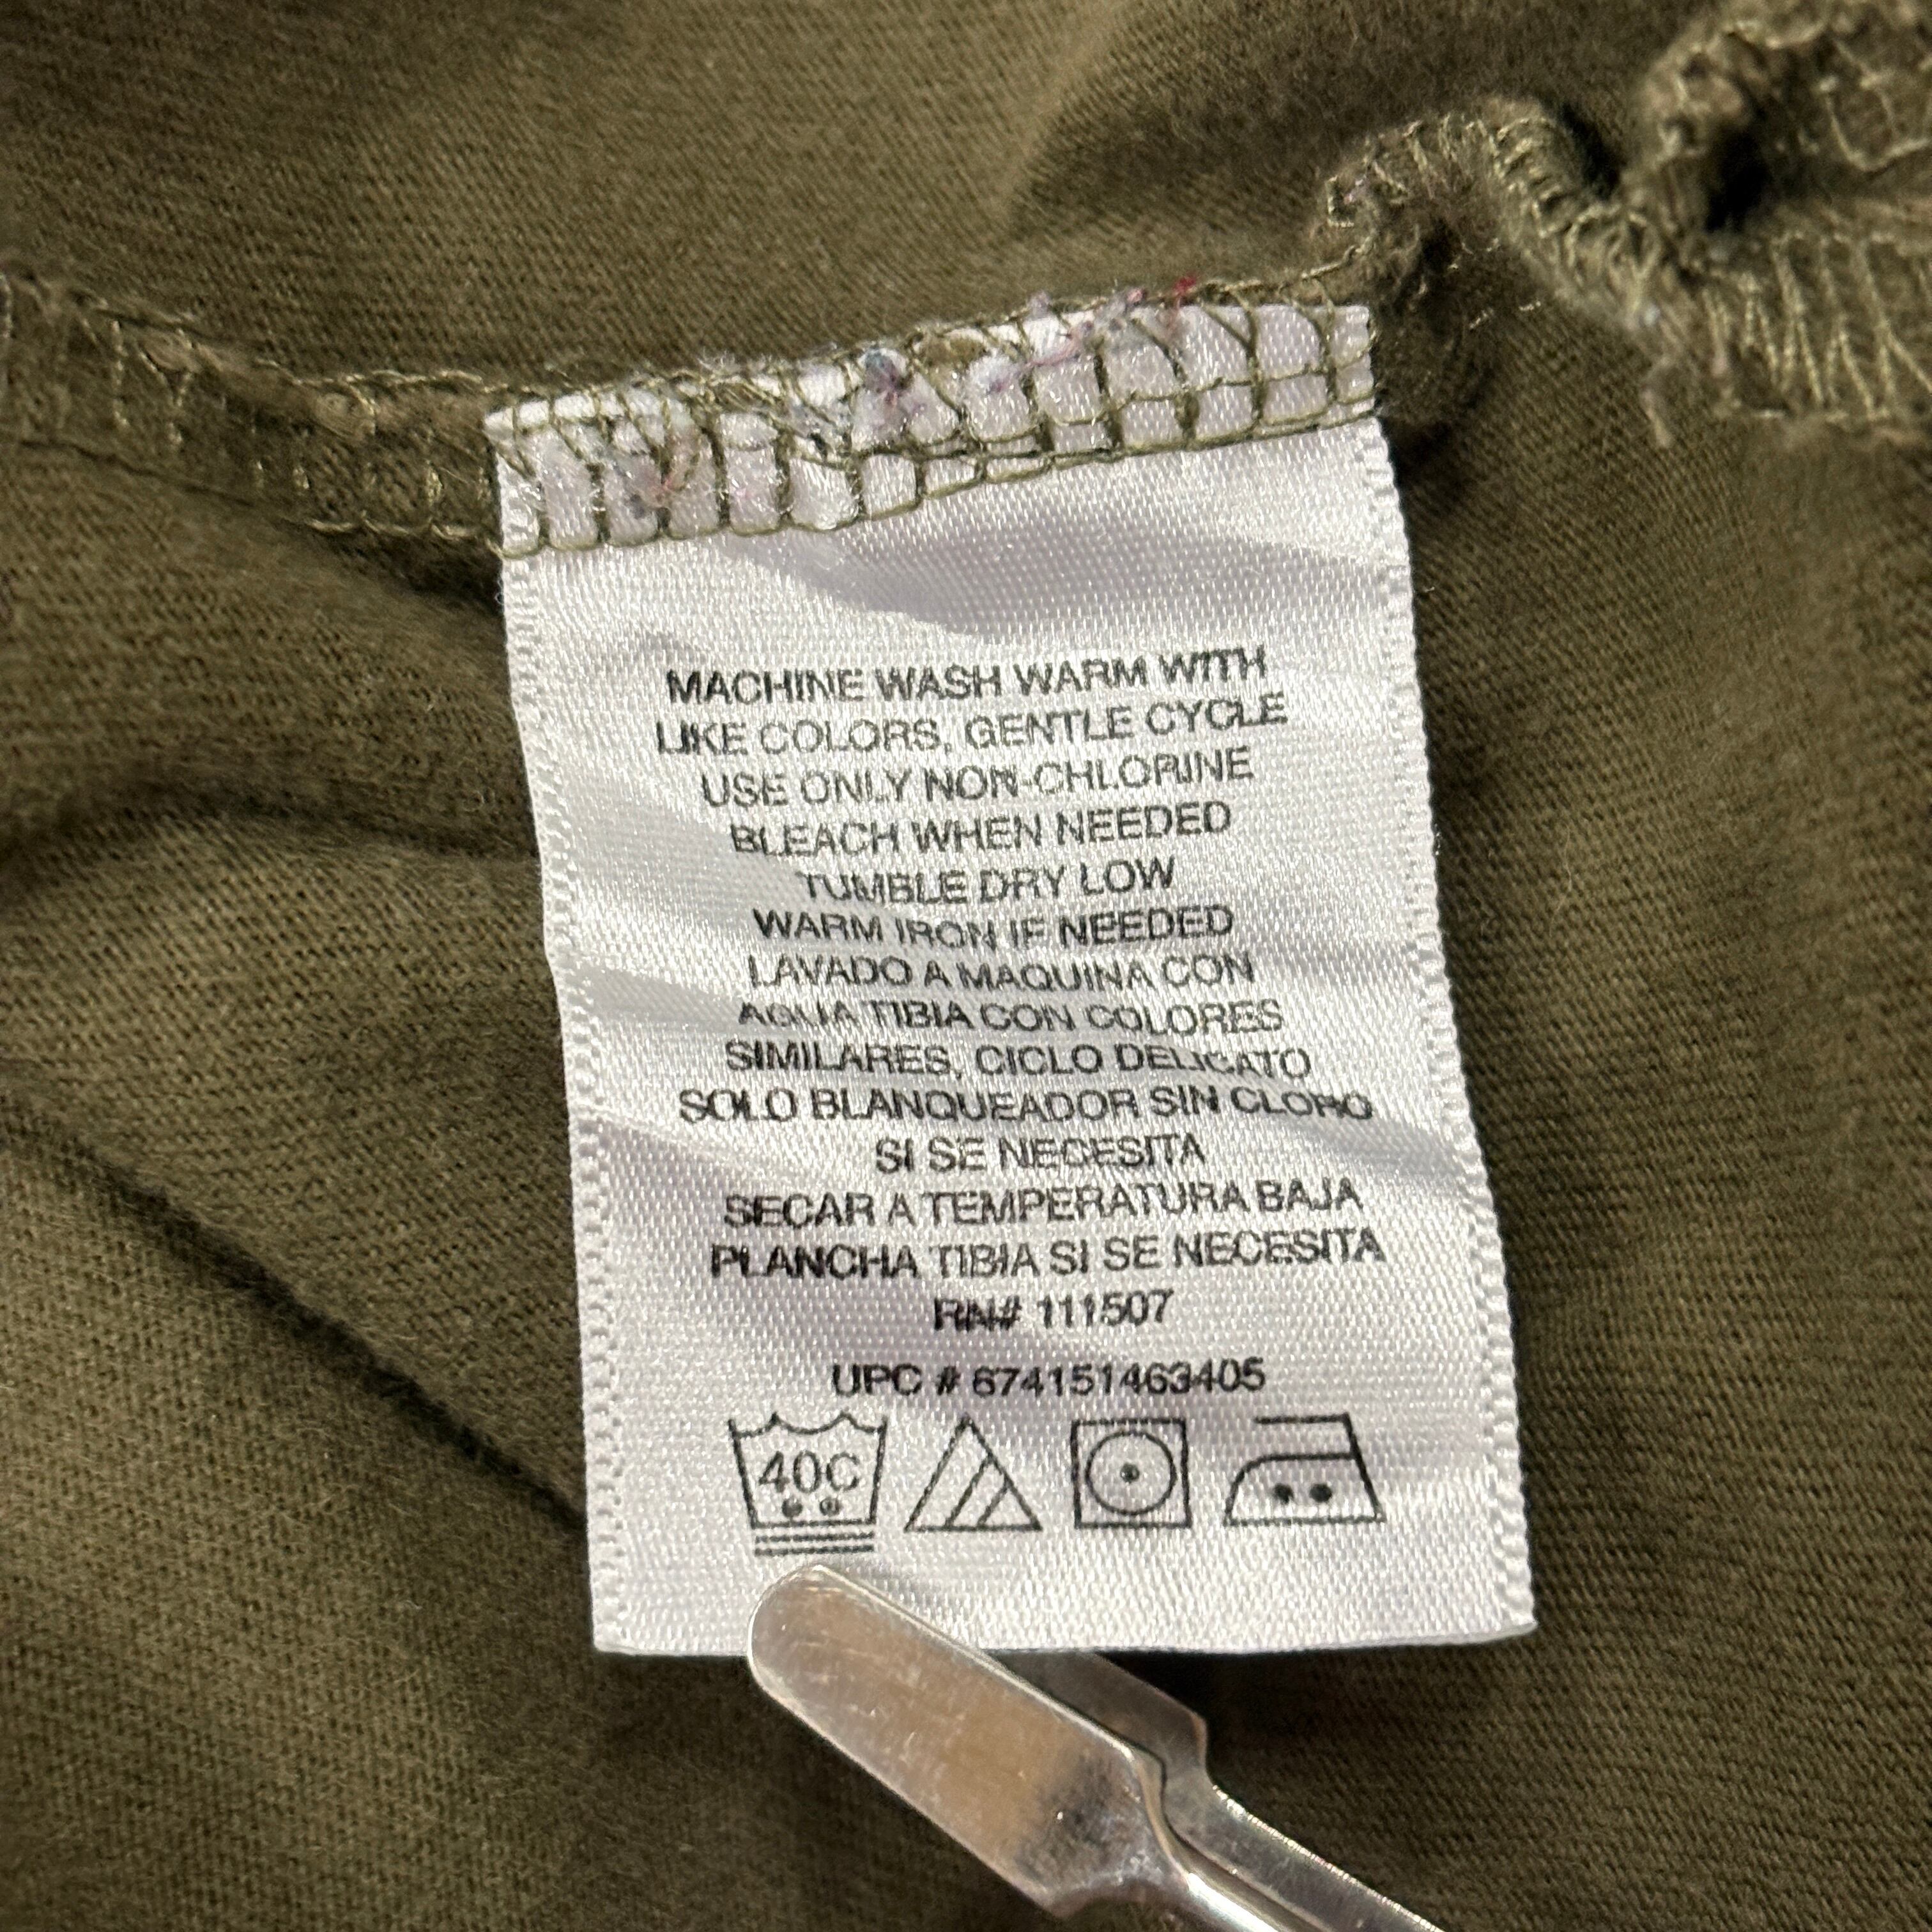 MACHINE WASH WARM WITH
LIKE COLORS, GENTLE CYCLE
USE ONLY NON-CHLORINE
BLEACH WHEN NEEDED
TUMBLE DRY LOW
WARM IRON IF NEEDED
LAVADO A MAQUINA CON
AGUA TIBIA CON COLORES
SIMILARES, CICLO DELICATO
SOLO BLANQUEADOR SIN CLORO
SI SE NECESITA
SECAR A TEMPERATURA BAJA
PLANCHA TIBIA SI SE NECESITA
RN# 111507
UPC # 674151463405
40C